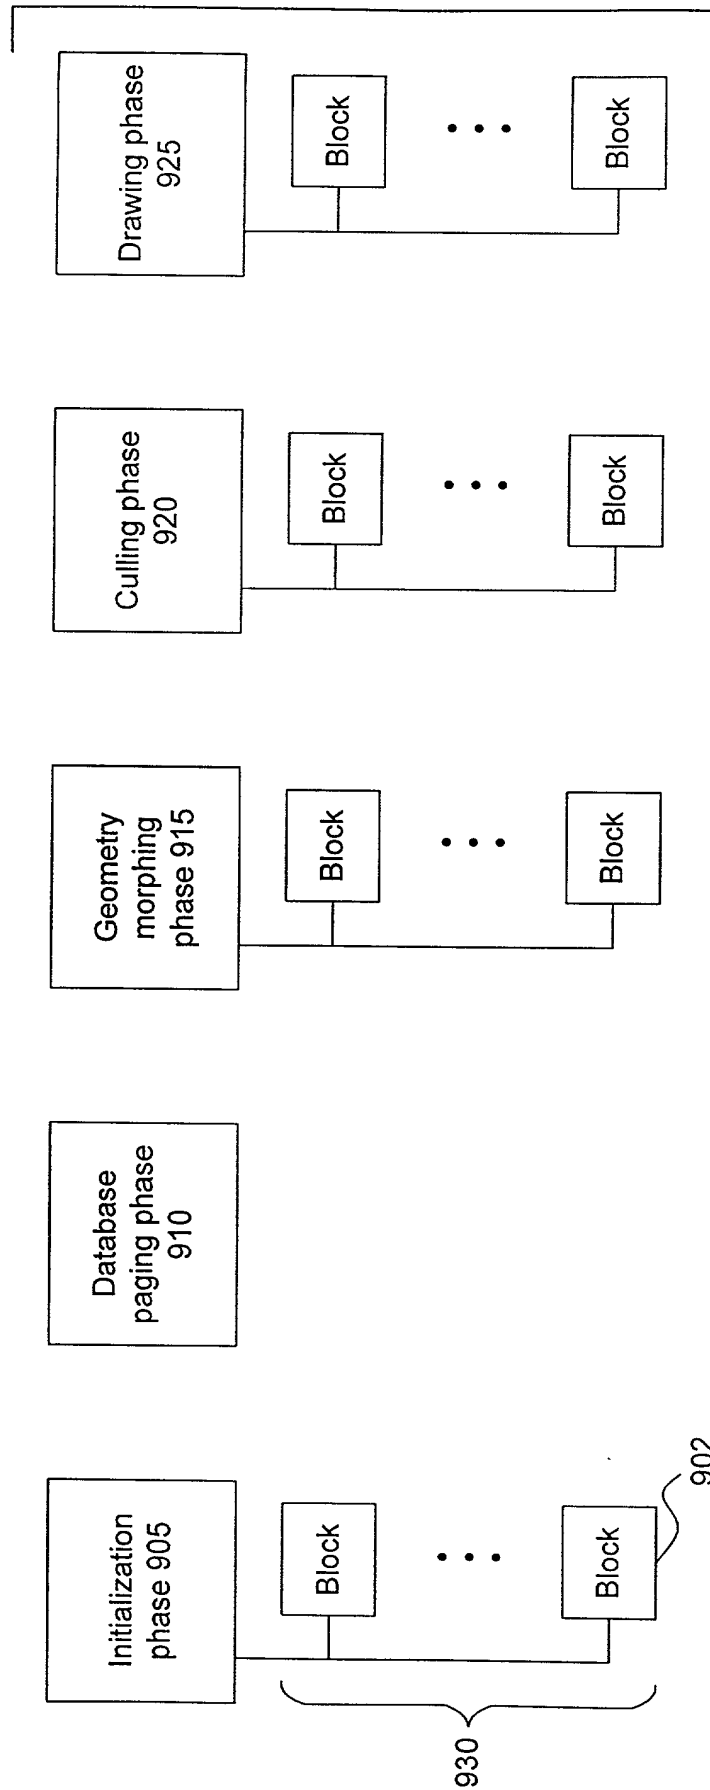 Initialization
phase 905
Block
Block
902
930
Database
paging phase
910
Geometry
morphing
phase 915
Block
Block
Culling phase
920
Block
Block
Drawing phase
925
Block
Block